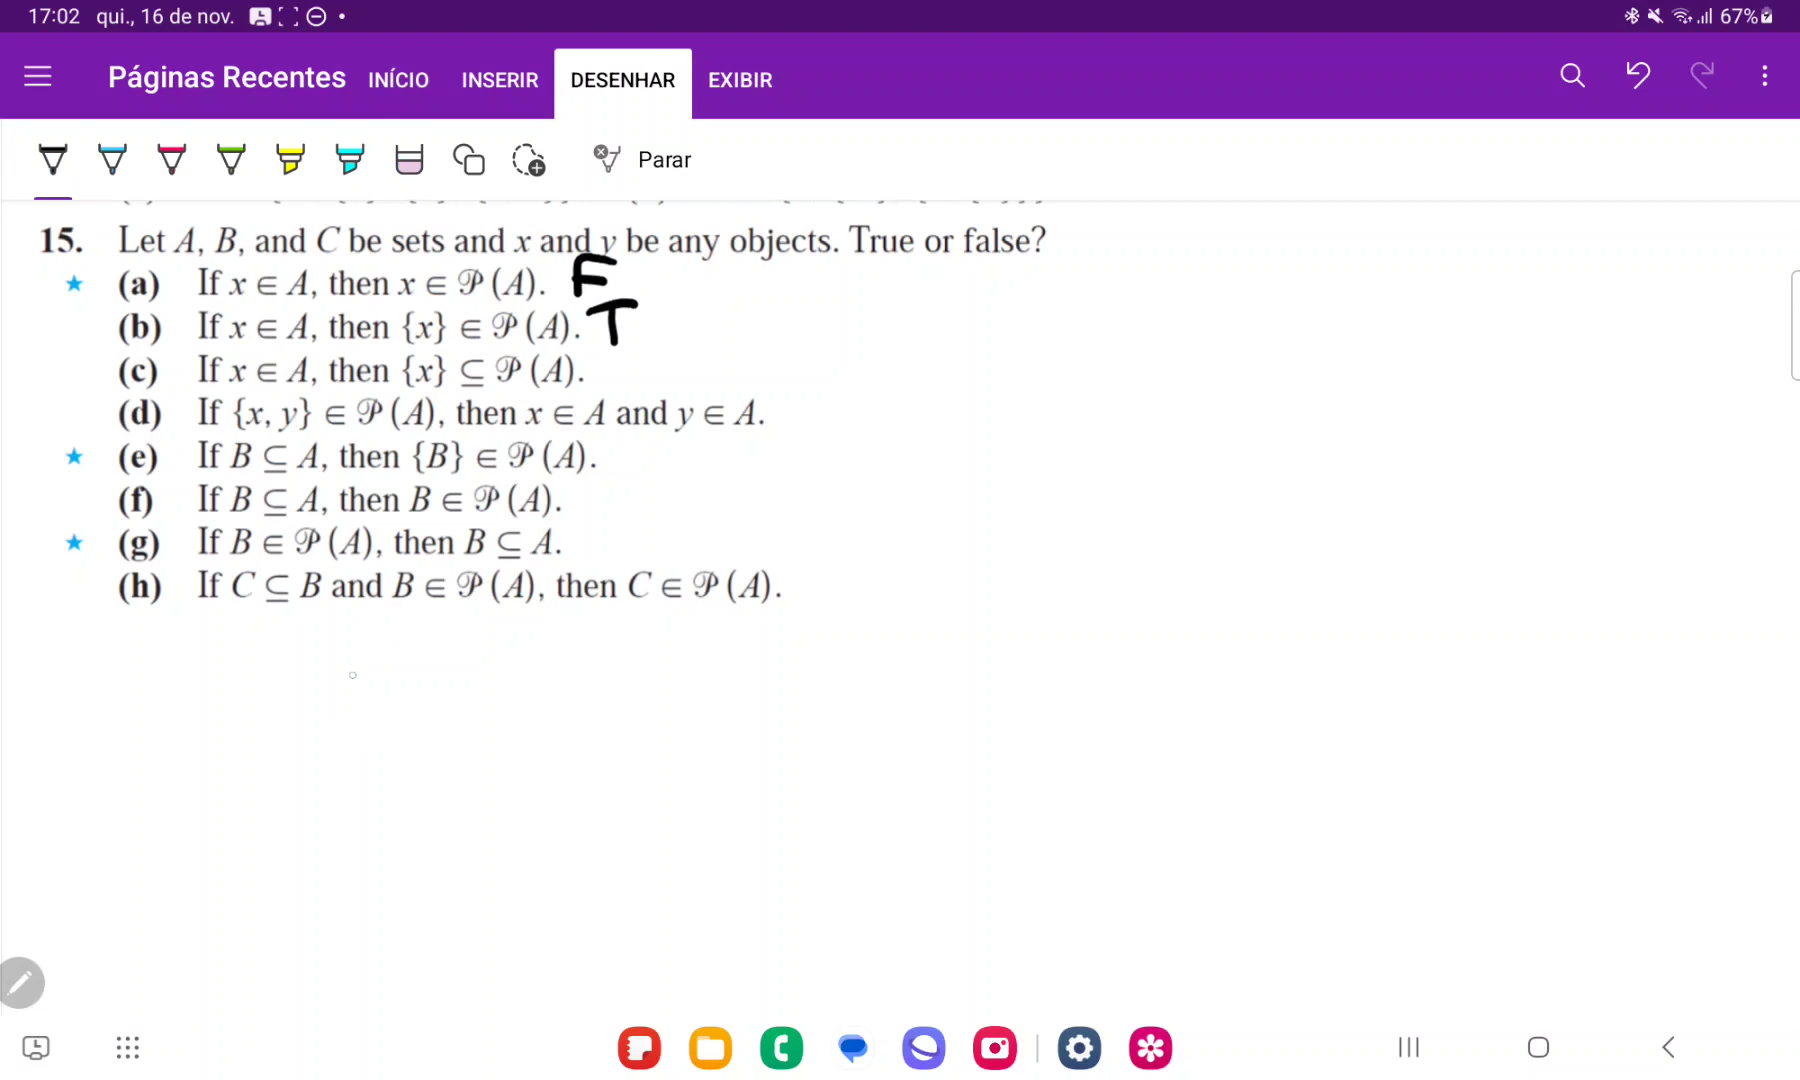 17:02 qui., 16 de nov. 67%
Páginas Recentes INÍCIO INSERIR DESENHAR EXIBIR
Parar
15. Let A, B, and C be sets and x and y be any objects. True or false?
★ (a) If x ∈ A, then x ∈ 𝒫(A). F
(b) If x ∈ A, then {x} ∈ 𝒫(A). T
(c) If x ∈ A, then {x} ⊆ 𝒫(A).
(d) If {x, y} ∈ 𝒫(A), then x ∈ A and y ∈ A.
★ (e) If B ⊆ A, then {B} ∈ 𝒫(A).
(f) If B ⊆ A, then B ∈ 𝒫(A).
★ (g) If B ∈ 𝒫(A), then B ⊆ A.
(h) If C ⊆ B and B ∈ 𝒫(A), then C ∈ 𝒫(A).